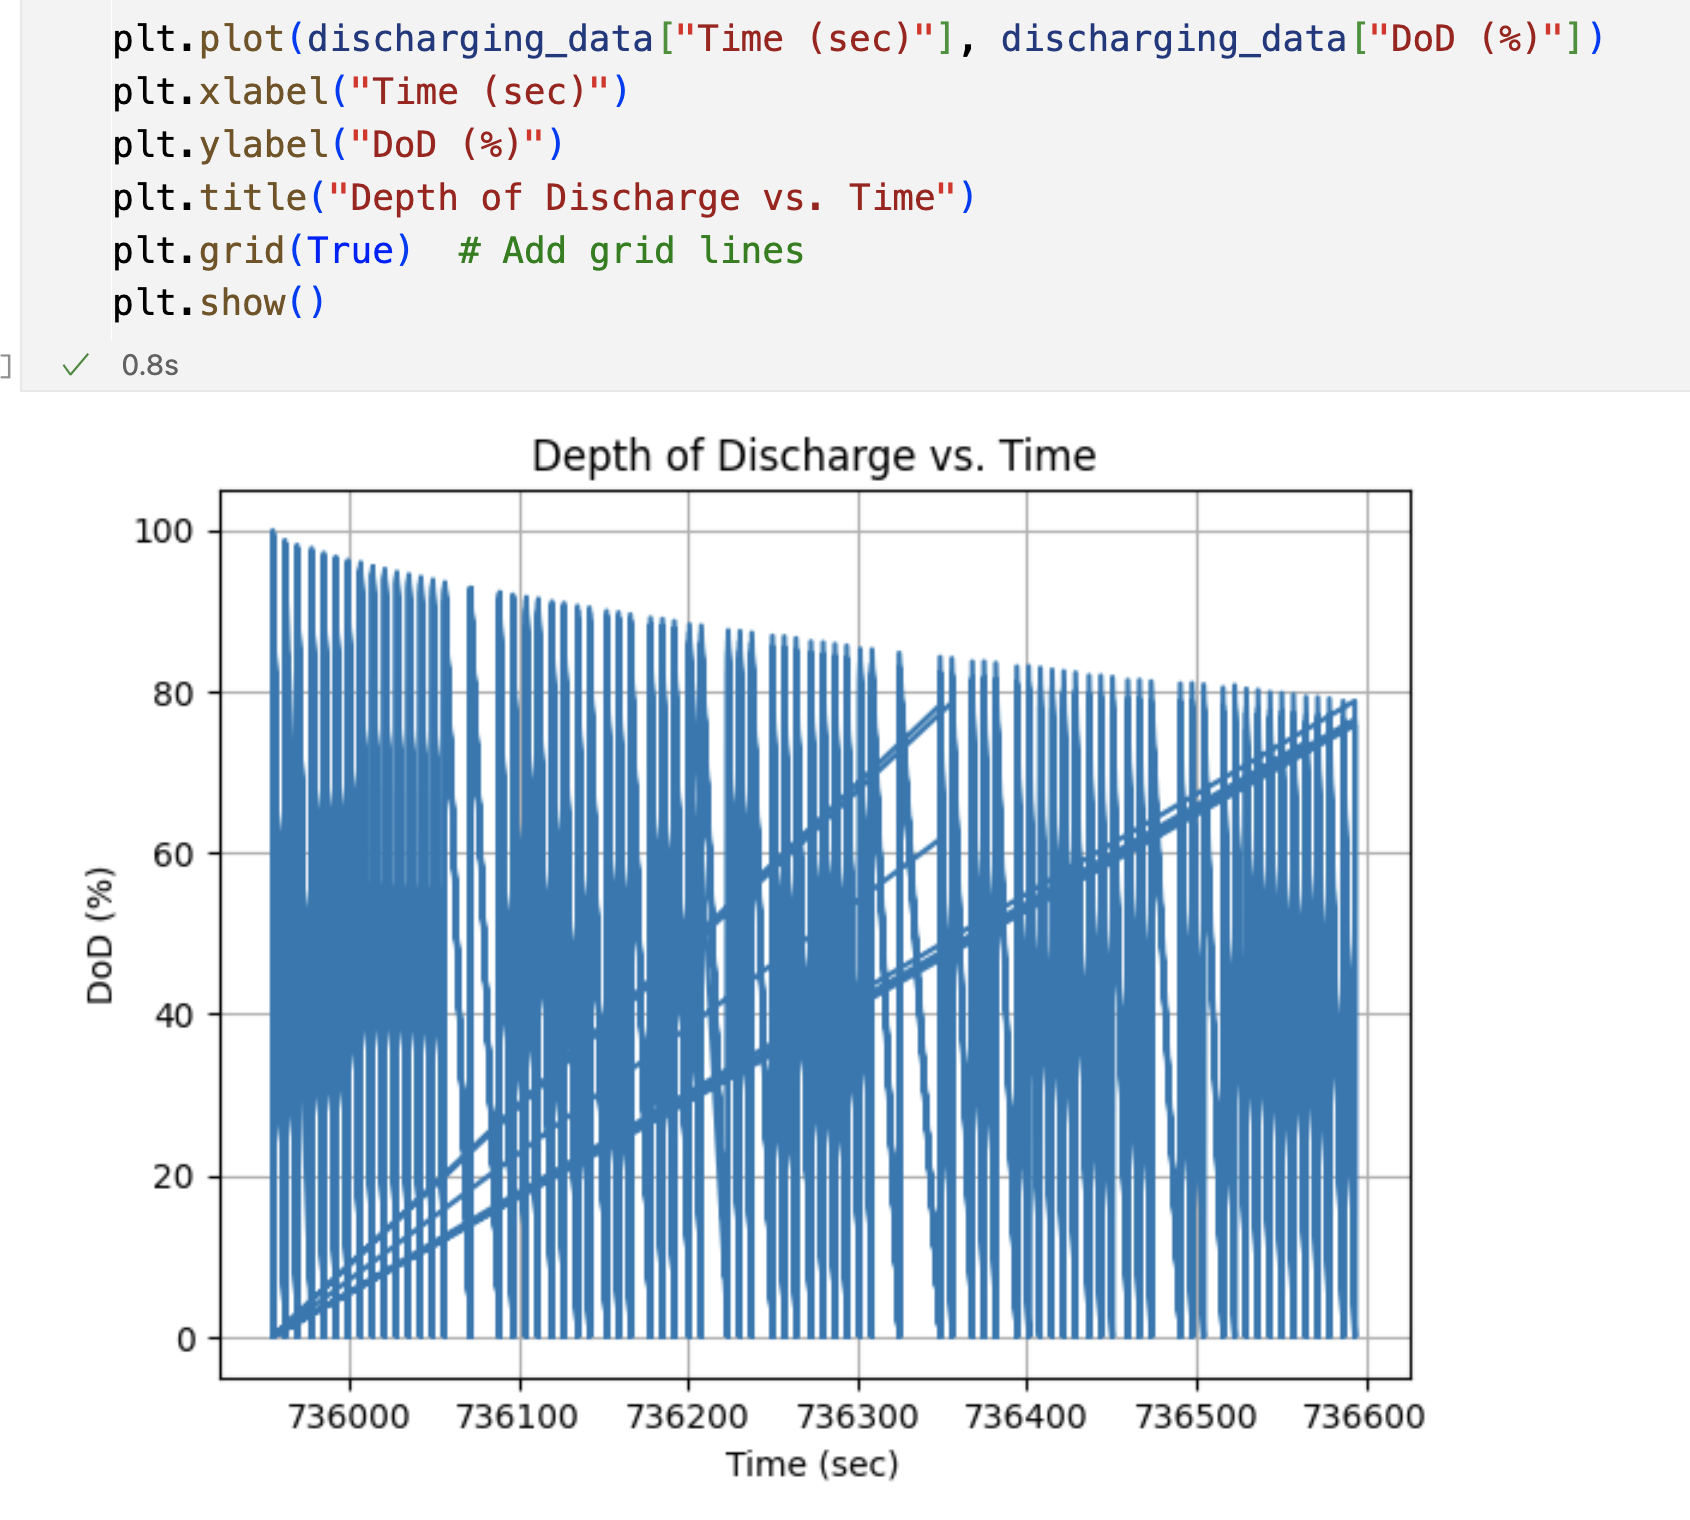 plt.plot(discharging_data["Time (sec)"], discharging_data["DoD (%)"])
plt.xlabel("Time (sec)")
plt.ylabel("DoD (%)")
plt.title("Depth of Discharge vs. Time")
plt.grid(True)  # Add grid lines
plt.show()
] ✓ 0.8s
Depth of Discharge vs. Time
100
80
60
40
20
0
DoD (%)
736000 736100 736200 736300 736400 736500 736600
Time (sec)